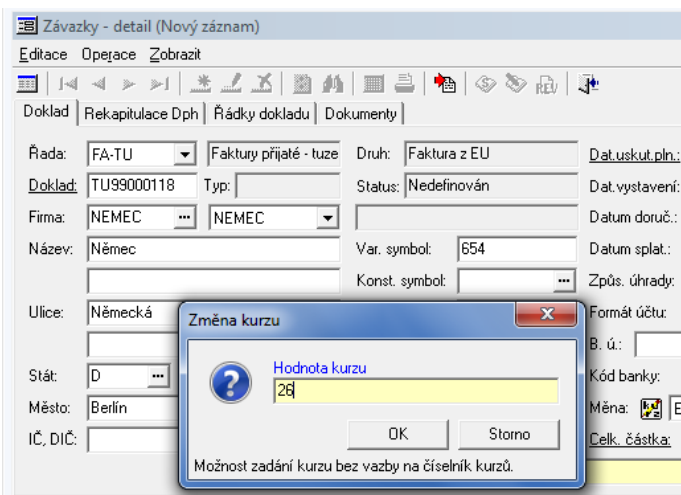 Závazky - detail (Nový záznam)
Editace Operace Zobrazit
REV
Doklad Rekapitulace Dph Řádky dokladu Dokumenty
Řada: FA-TU Faktury přijaté - tuze Druh: Faktura z EU Dat.uskut.pln.:
Doklad: TU99000118 Typ: Status: Nedefinován Dat.vystavení:
Firma: NEMEC ... NEMEC Datum doruč.:
Název: Němec Var. symbol: 654 Datum splat.:
Konst. symbol: ... Způs. úhrady:
Ulice: Německá Změna kurzu Formát účtu:
B. ú.:
Hodnota kurzu
Stát: D ... 26 Kód banky:
Město: Berlín Měna: E
IČ, DIČ: OK Storno Celk. částka:
Možnost zadání kurzu bez vazby na číselník kurzů.